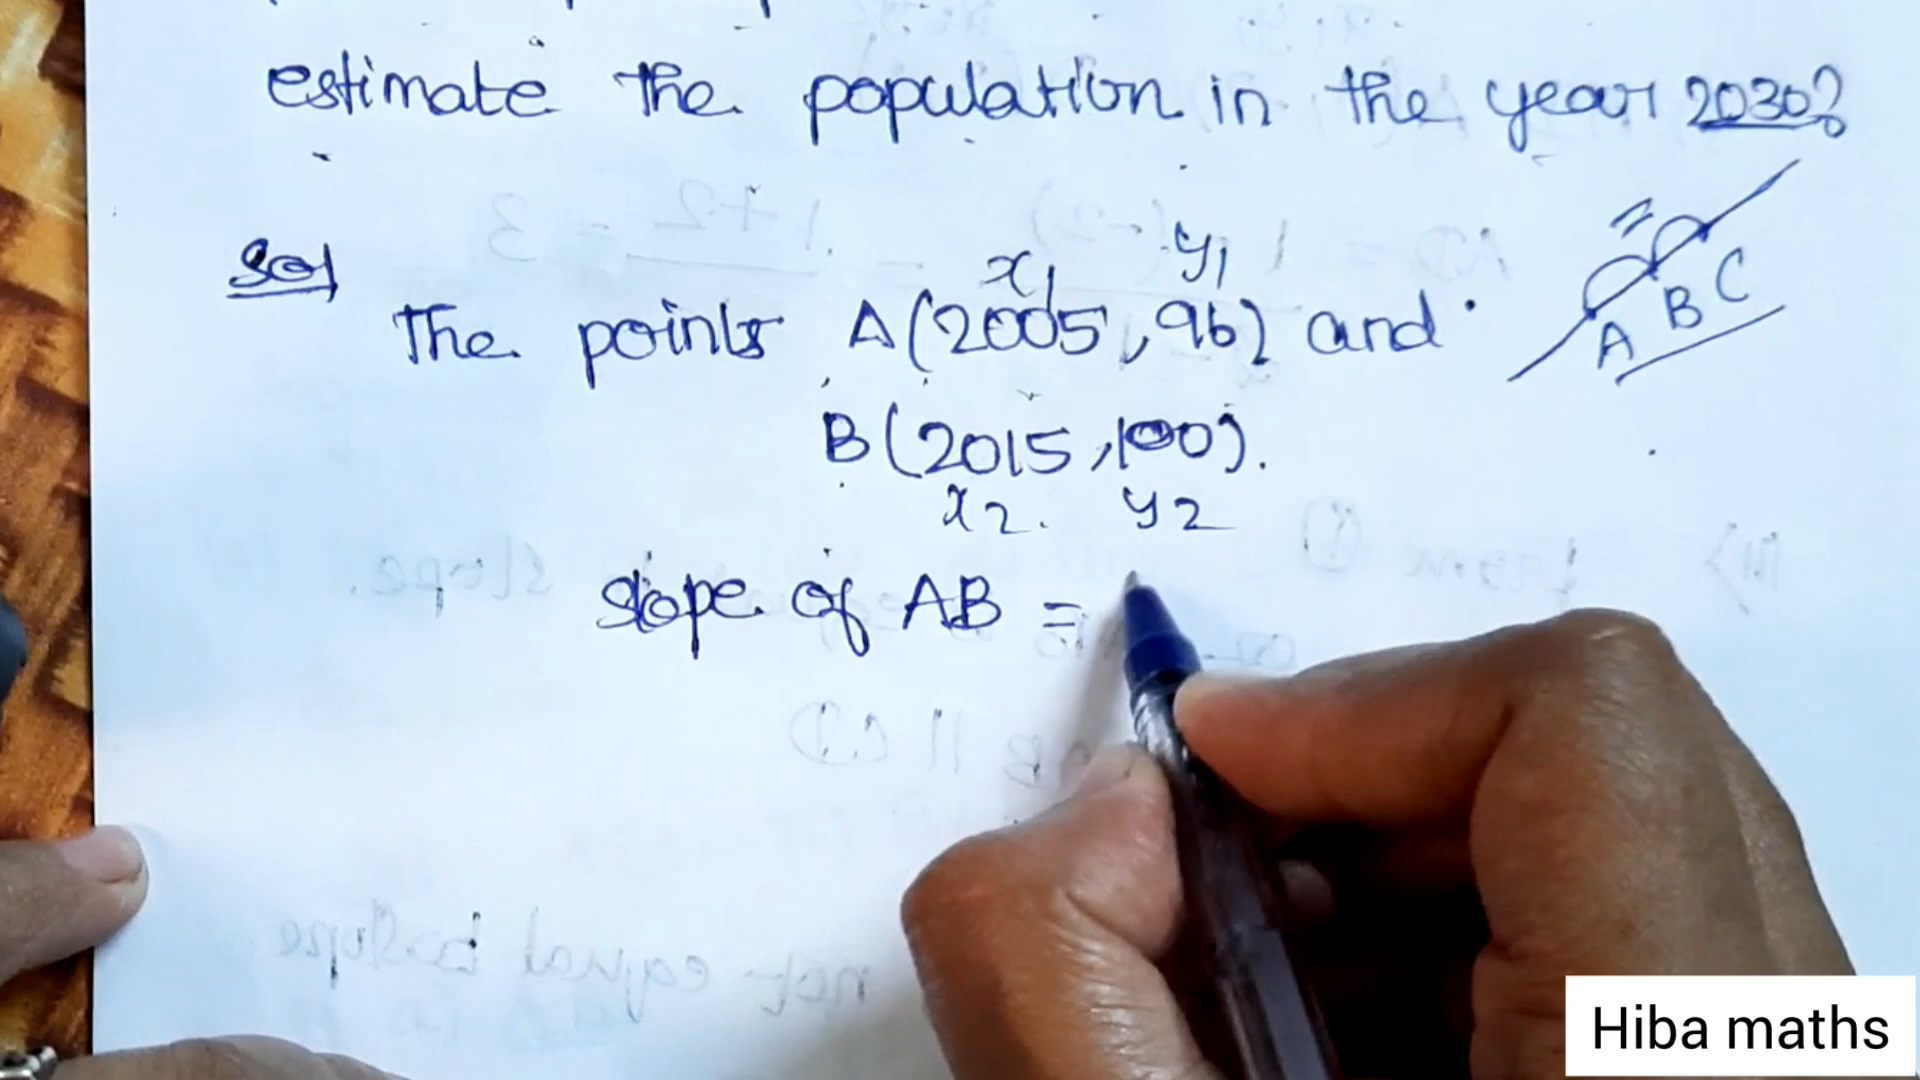 estimate the population in the year 2030?
Sol
x1 y1
The points A(2005, 96) and
A B C
B(2015, 100).
x2. y2
slope of AB =
Hiba maths